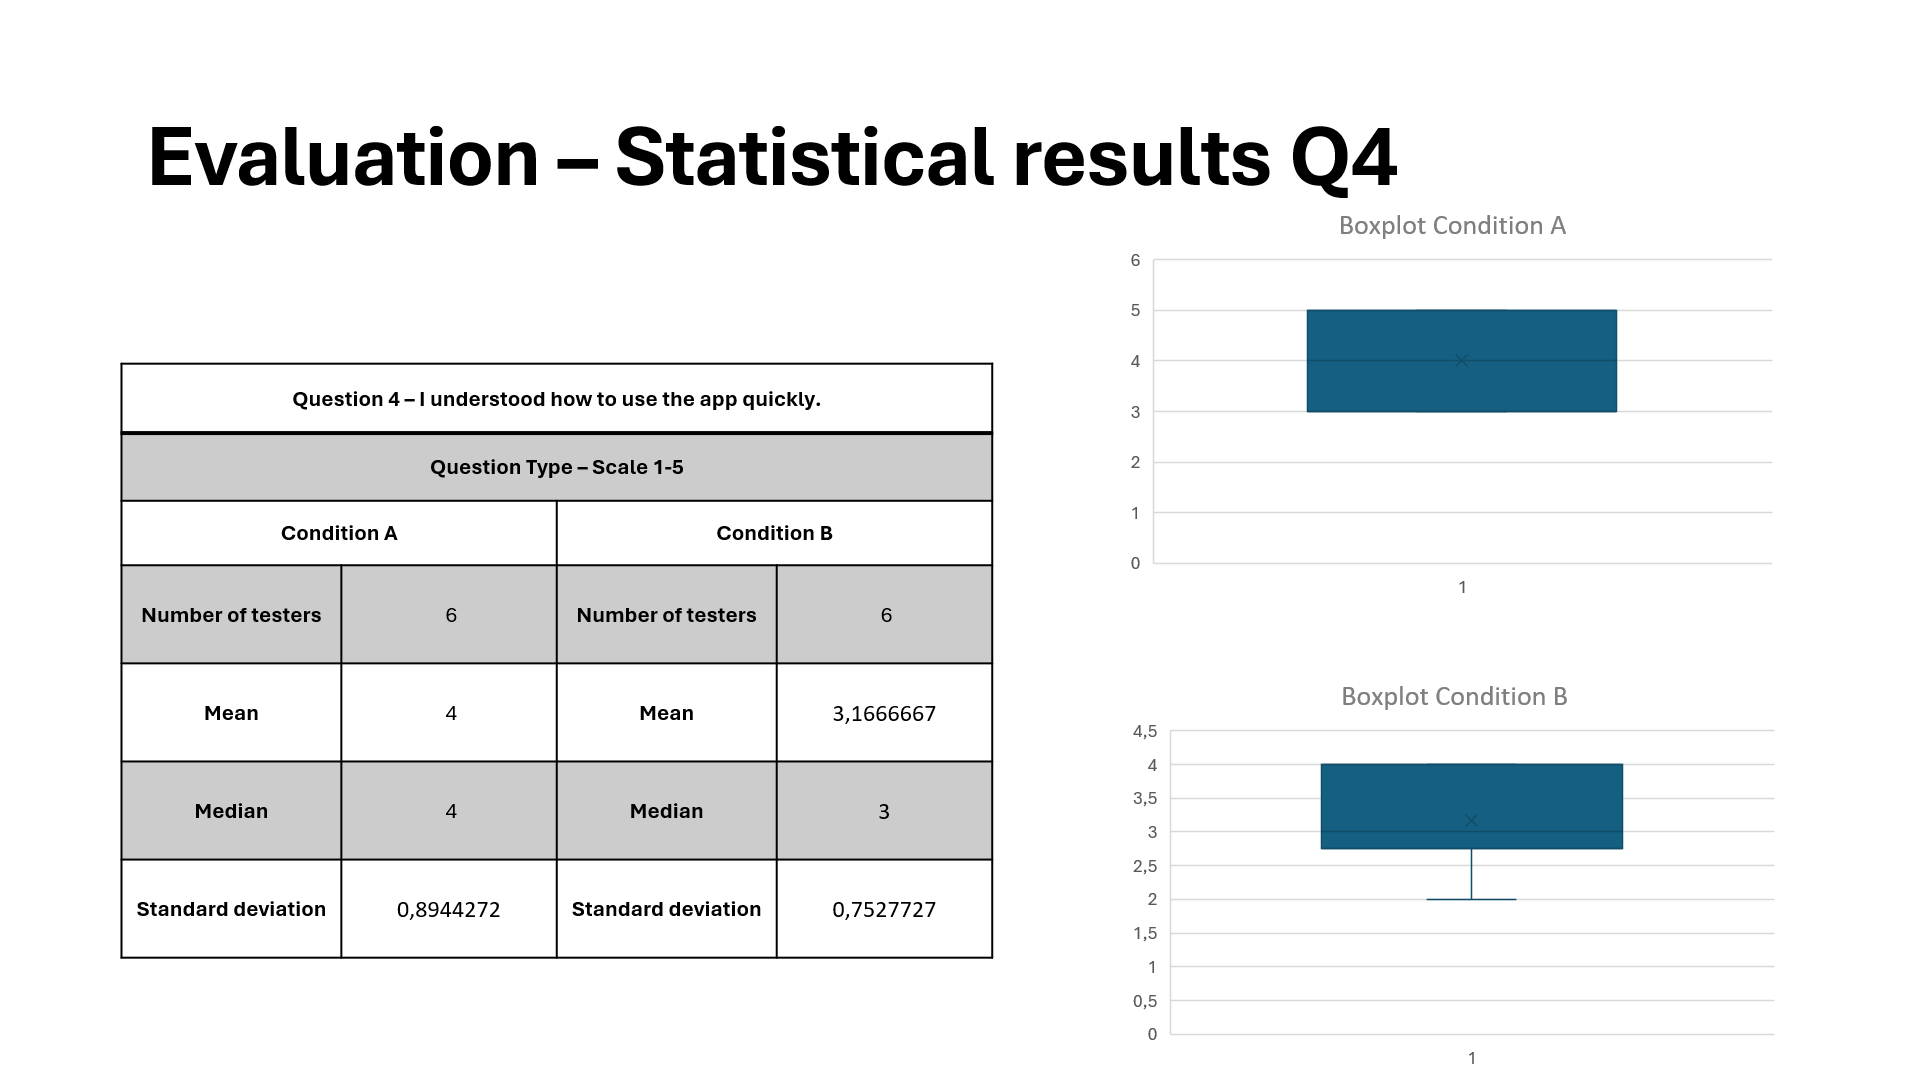 Evaluation – Statistical results Q4
Question 4 – I understood how to use the app quickly.
Question Type – Scale 1-5
Condition A
Condition B
Number of testers
6
Number of testers
6
Mean
4
Mean
3,1666667
Median
4
Median
3
Standard deviation
0,8944272
Standard deviation
0,7527727
Boxplot Condition A
6
5
4
3
2
1
0
1
Boxplot Condition B
4,5
4
3,5
3
2,5
2
1,5
1
0,5
0
1